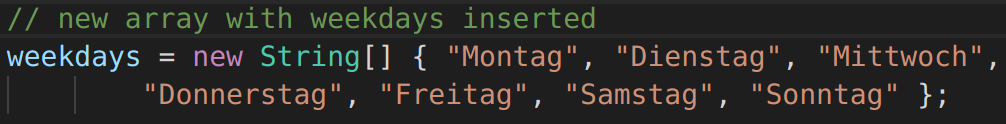 // new array with weekdays inserted
weekdays = new String[] { "Montag", "Dienstag", "Mittwoch",
"Donnerstag", "Freitag", "Samstag", "Sonntag" };